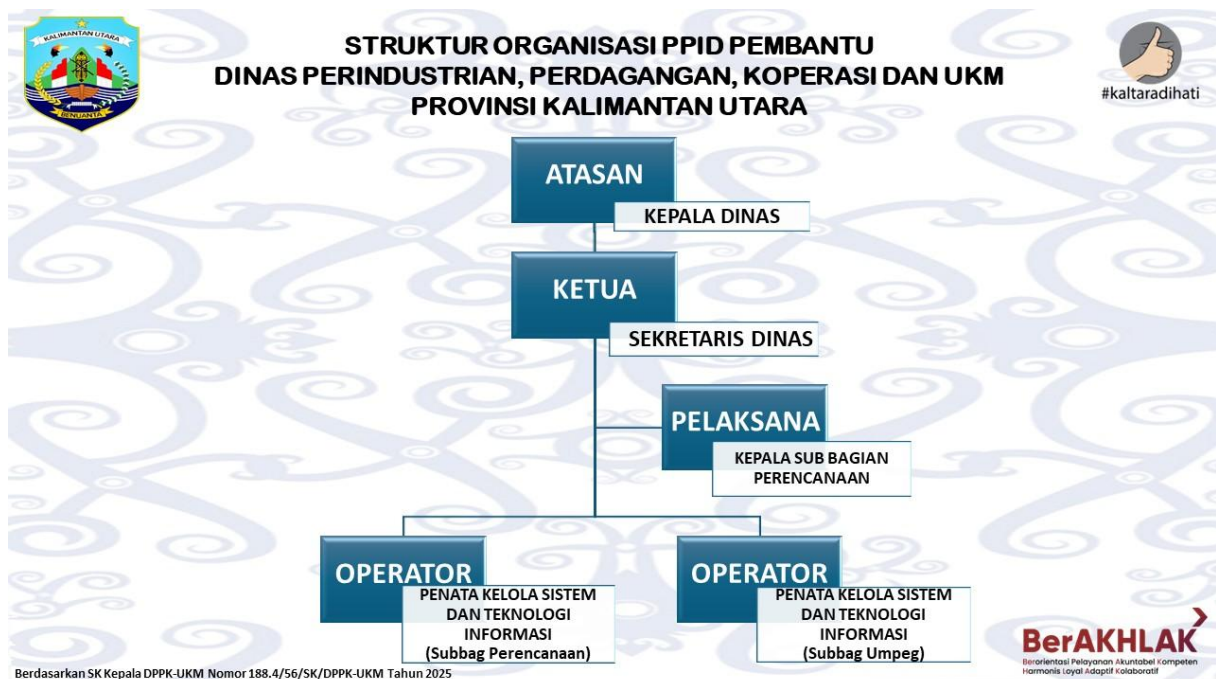 KALIMANTAN UTARA
BENUANTA
STRUKTUR ORGANISASI PPID PEMBANTU
DINAS PERINDUSTRIAN, PERDAGANGAN, KOPERASI DAN UKM
PROVINSI KALIMANTAN UTARA
#kaltaradihati
ATASAN
KEPALA DINAS
KETUA
SEKRETARIS DINAS
PELAKSANA
KEPALA SUB BAGIAN
PERENCANAAN
OPERATOR
PENATA KELOLA SISTEM
DAN TEKNOLOGI
INFORMASI
(Subbag Perencanaan)
OPERATOR
PENATA KELOLA SISTEM
DAN TEKNOLOGI
INFORMASI
(Subbag Umpeg)
BerAKHLAK
Berorientasi Pelayanan Akuntabel Kompeten
Harmonis Loyal Adaptif Kolaboratif
Berdasarkan SK Kepala DPPK-UKM Nomor 188.4/56/SK/DPPK-UKM Tahun 2025